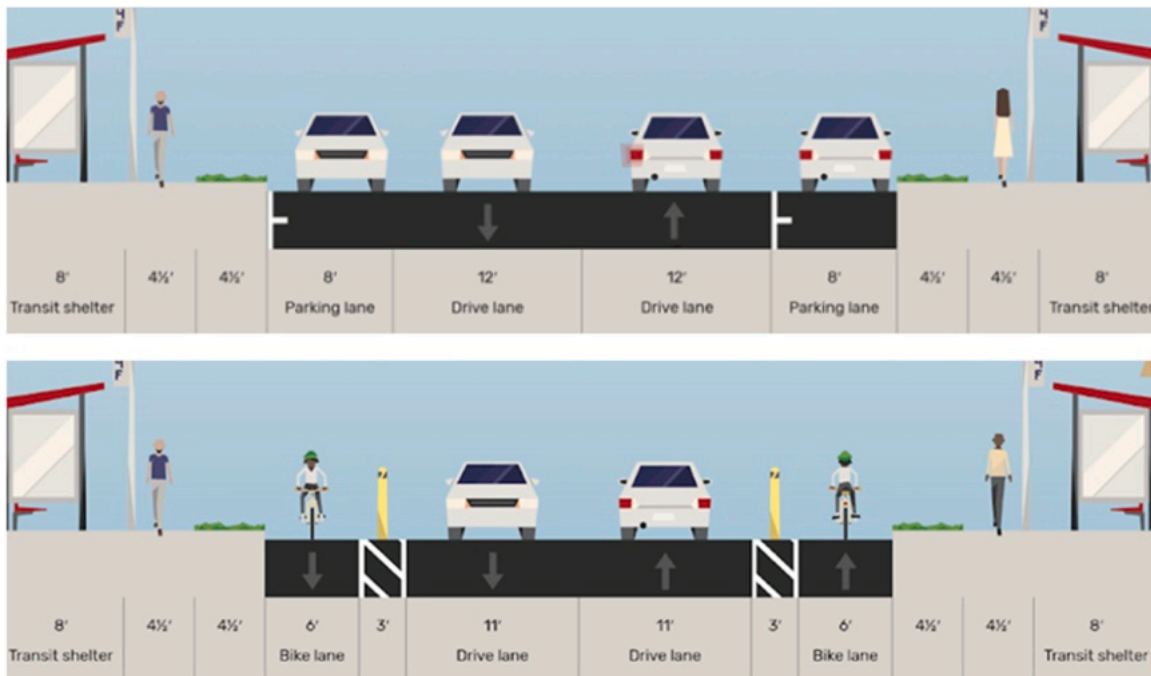 8' 4½' 4½' 8' 12' 12' 8' 4½' 4½' 8'
Transit shelter Parking lane Drive lane Drive lane Parking lane Transit shelter
8' 4½' 4½' 6' 3' 11' 11' 3' 6' 4½' 4½' 8'
Transit shelter Bike lane Drive lane Drive lane Bike lane Transit shelter